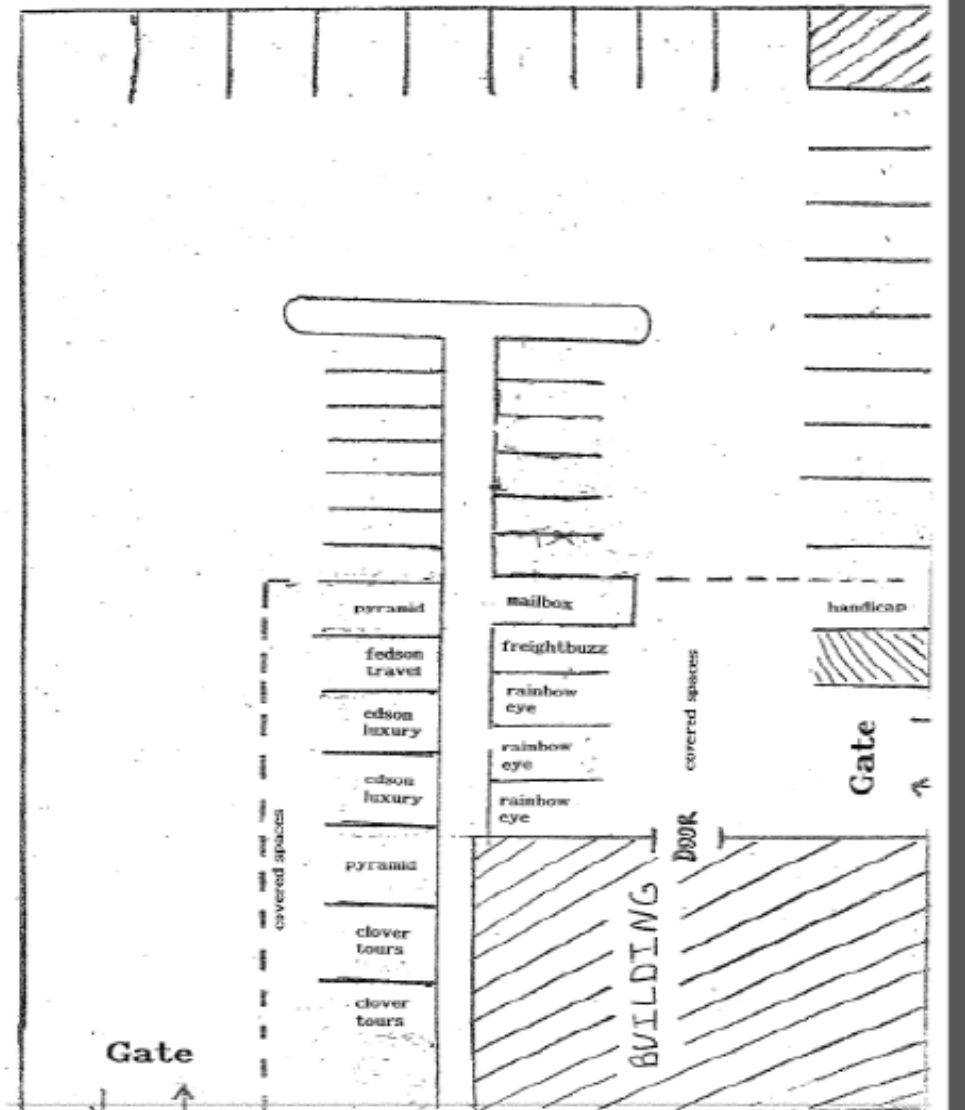 pyramid
mailbox
handicap
fedson
travel
freightbuzz
edson
luxury
rainbow
eye
covered spaces
edson
luxury
rainbow
eye
Gate
rainbow
eye
DOOR
pyramid
covered spaces
clover
tours
BUILDING
clover
tours
Gate